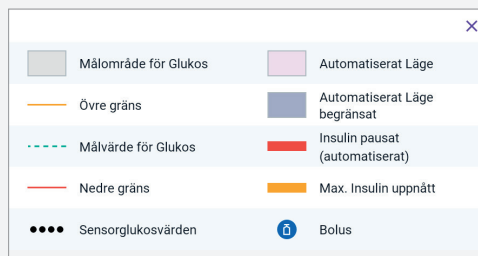 Målområde för Glukos
Automatiserat Läge
Övre gräns
Automatiserat Läge
begränsat
Målvärde för Glukos
Insulin pausat
(automatiserat)
Nedre gräns
Max. Insulin uppnått
Sensorglukosvärden
Bolus